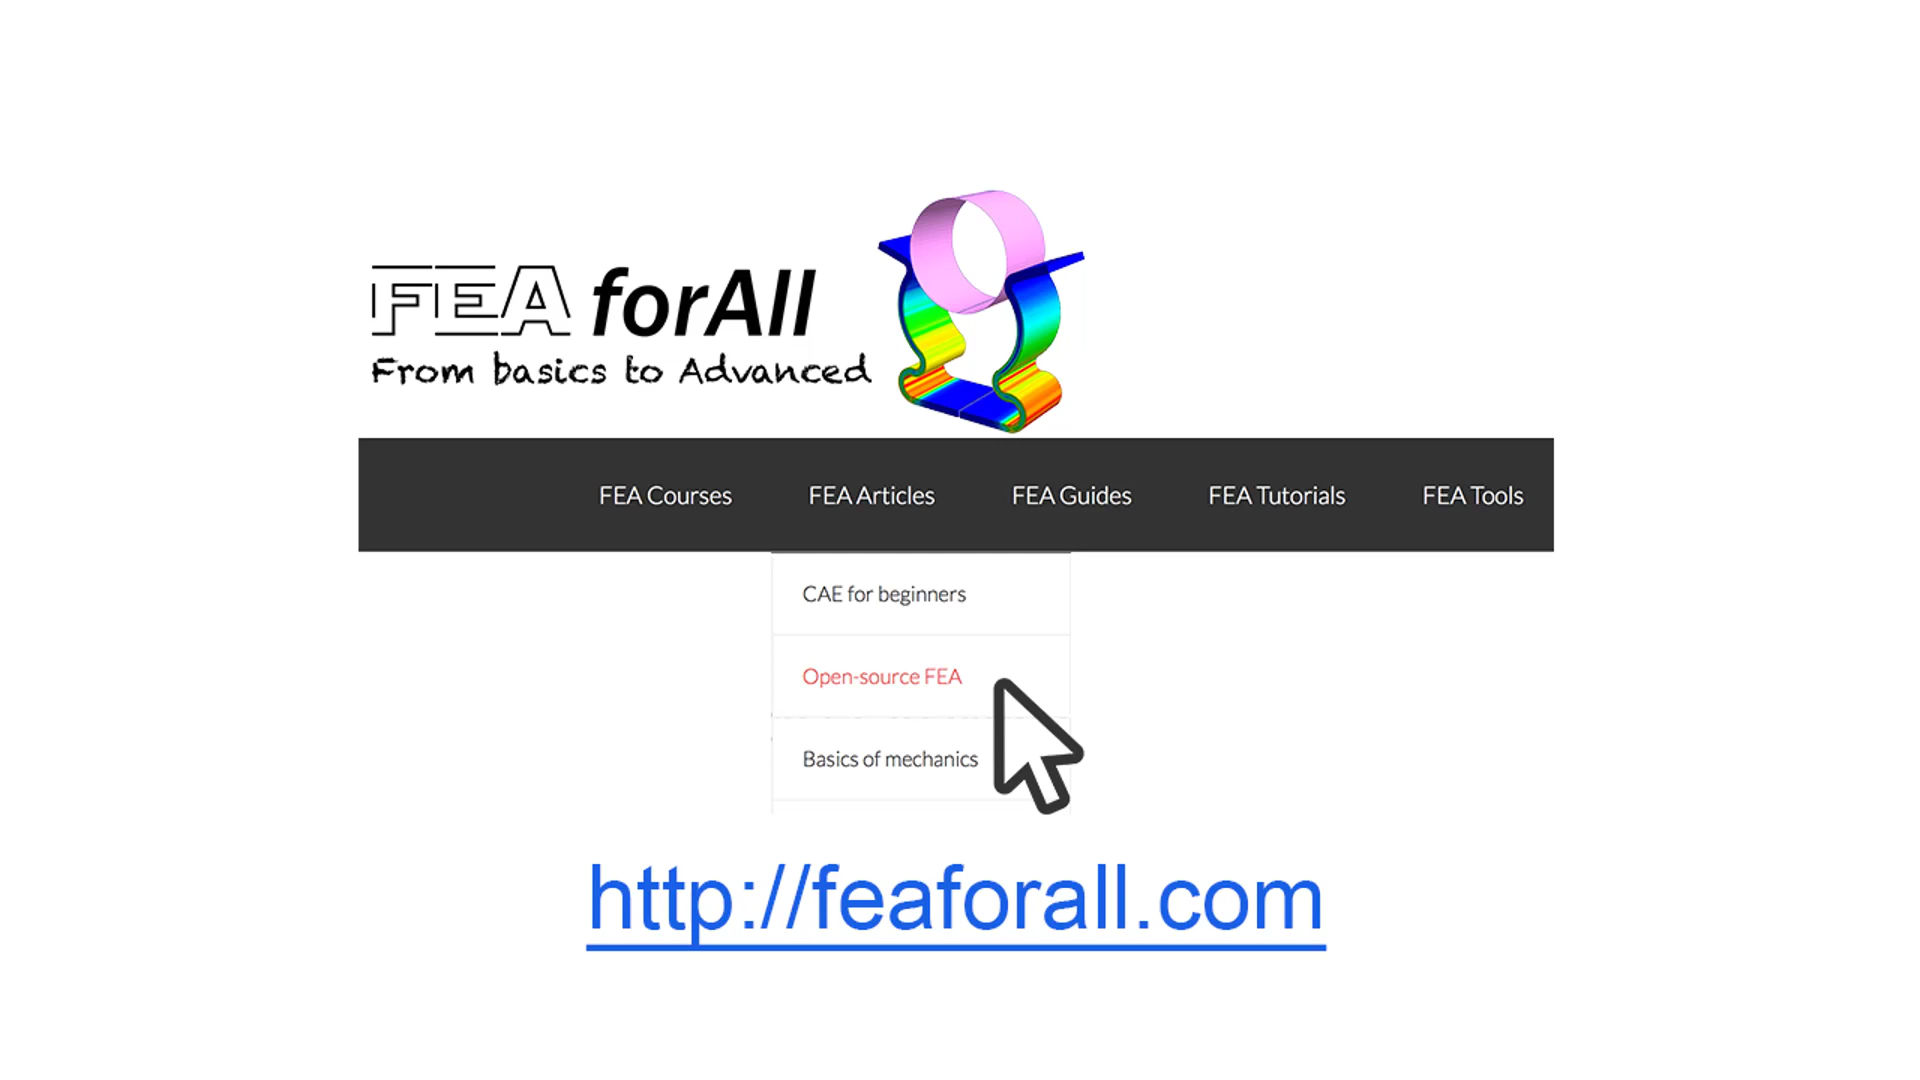 FEA forAll
From basics to Advanced
FEA Courses FEA Articles FEA Guides FEA Tutorials FEA Tools
CAE for beginners
Open-source FEA
Basics of mechanics
http://feaforall.com